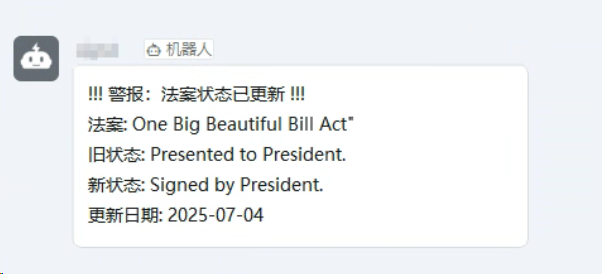 机器人
!!! 警报：法案状态已更新 !!!
法案: One Big Beautiful Bill Act"
旧状态: Presented to President.
新状态: Signed by President.
更新日期: 2025-07-04